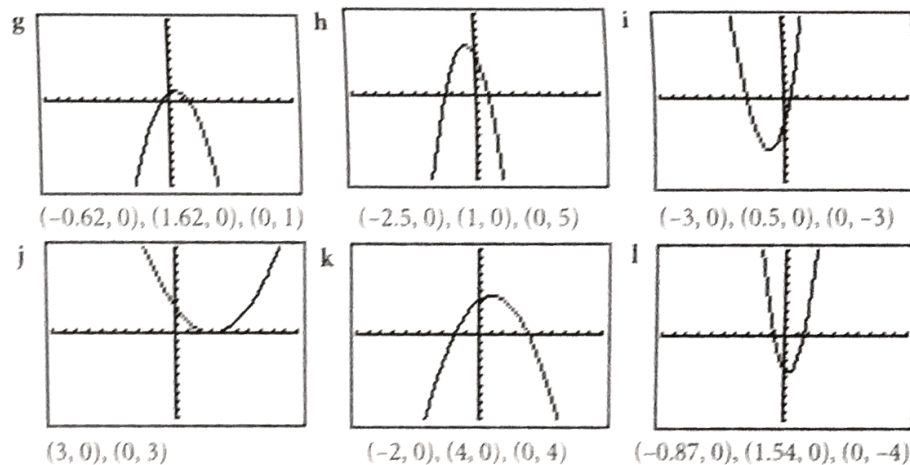 g h i
(−0.62, 0), (1.62, 0), (0, 1) (−2.5, 0), (1, 0), (0, 5) (−3, 0), (0.5, 0), (0, −3)
j k l
(3, 0), (0, 3) (−2, 0), (4, 0), (0, 4) (−0.87, 0), (1.54, 0), (0, −4)